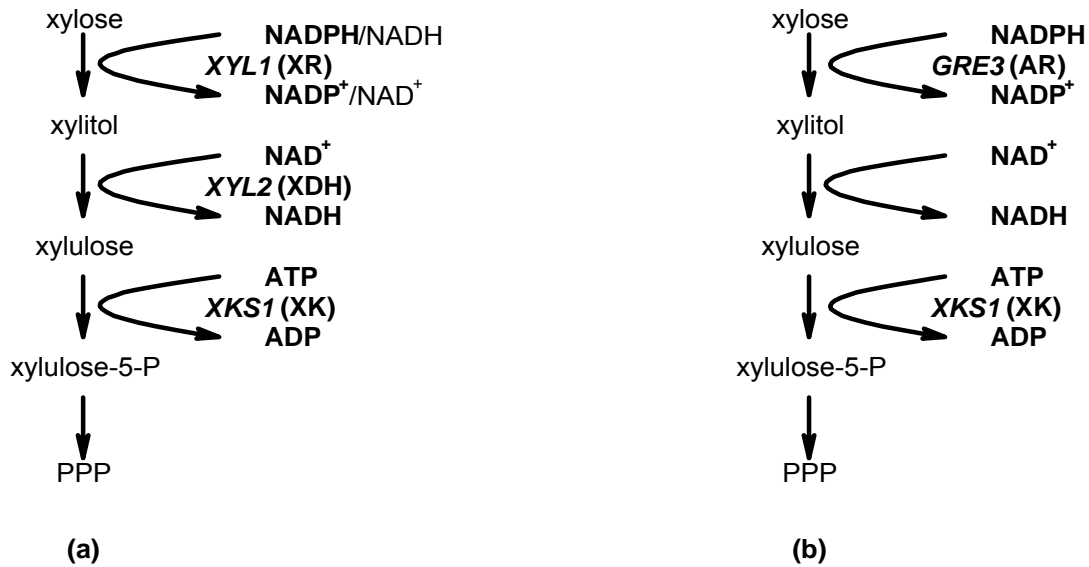 xylose
NADPH/NADH
XYL1 (XR)
NADP+/NAD+
xylitol
NAD+
XYL2 (XDH)
NADH
xylulose
ATP
XKS1 (XK)
ADP
xylulose-5-P
PPP
(a)
xylose
NADPH
GRE3 (AR)
NADP+
xylitol
NAD+
NADH
xylulose
ATP
XKS1 (XK)
ADP
xylulose-5-P
PPP
(b)